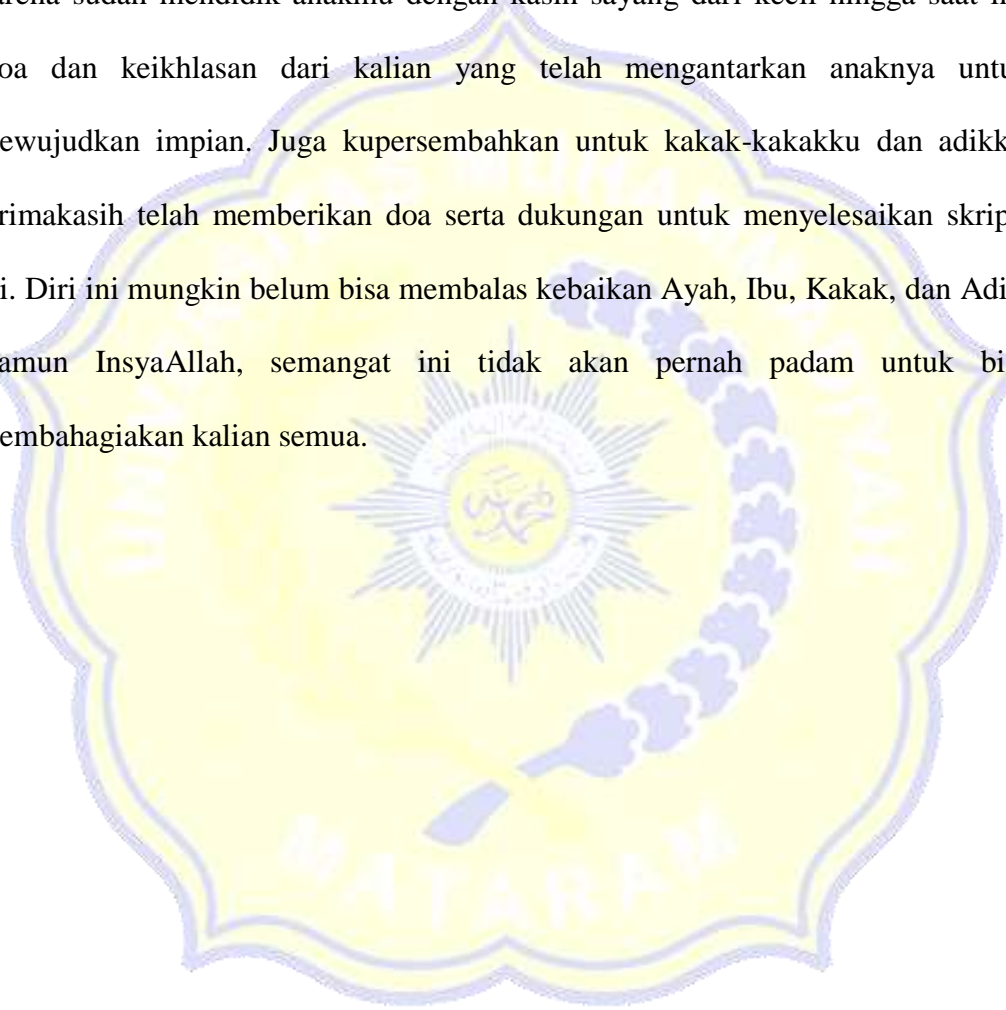 arena sudah mendidik anakmu dengan kasih sayang dari kecil hingga saat in
oa dan keikhlasan dari kalian yang telah mengantarkan anaknya untu
ewujudkan impian. Juga kupersembahkan untuk kakak-kakakku dan adikk
rimakasih telah memberikan doa serta dukungan untuk menyelesaikan skrip
i. Diri ini mungkin belum bisa membalas kebaikan Ayah, Ibu, Kakak, dan Adi
amun InsyaAllah, semangat ini tidak akan pernah padam untuk bi
embahagiakan kalian semua.
UNIVERSITAS MUHAMMADIYAH
MATARAM